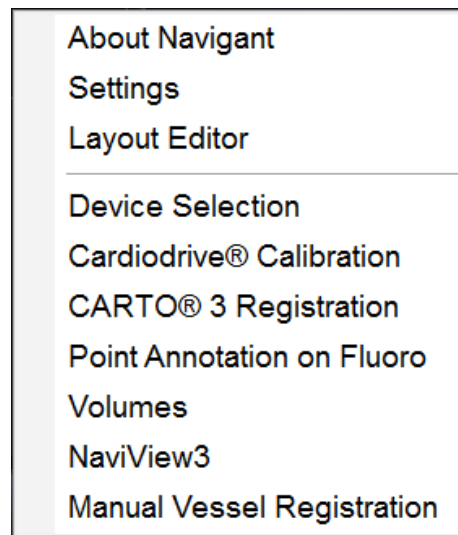 About Navigant
Settings
Layout Editor
Device Selection
Cardiodrive® Calibration
CARTO® 3 Registration
Point Annotation on Fluoro
Volumes
NaviView3
Manual Vessel Registration